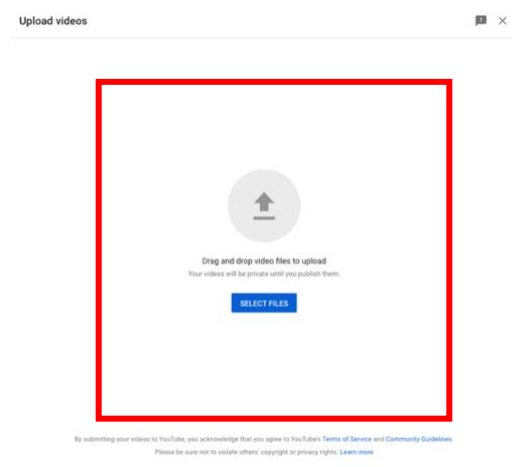 Upload videos
Drag and drop video files to upload
Your videos will be private until you publish them.
SELECT FILES
By submitting your videos to YouTube, you acknowledge that you agree to YouTube's Terms of Service and Community Guidelines.
Please be sure not to violate others' copyright or privacy rights. Learn more